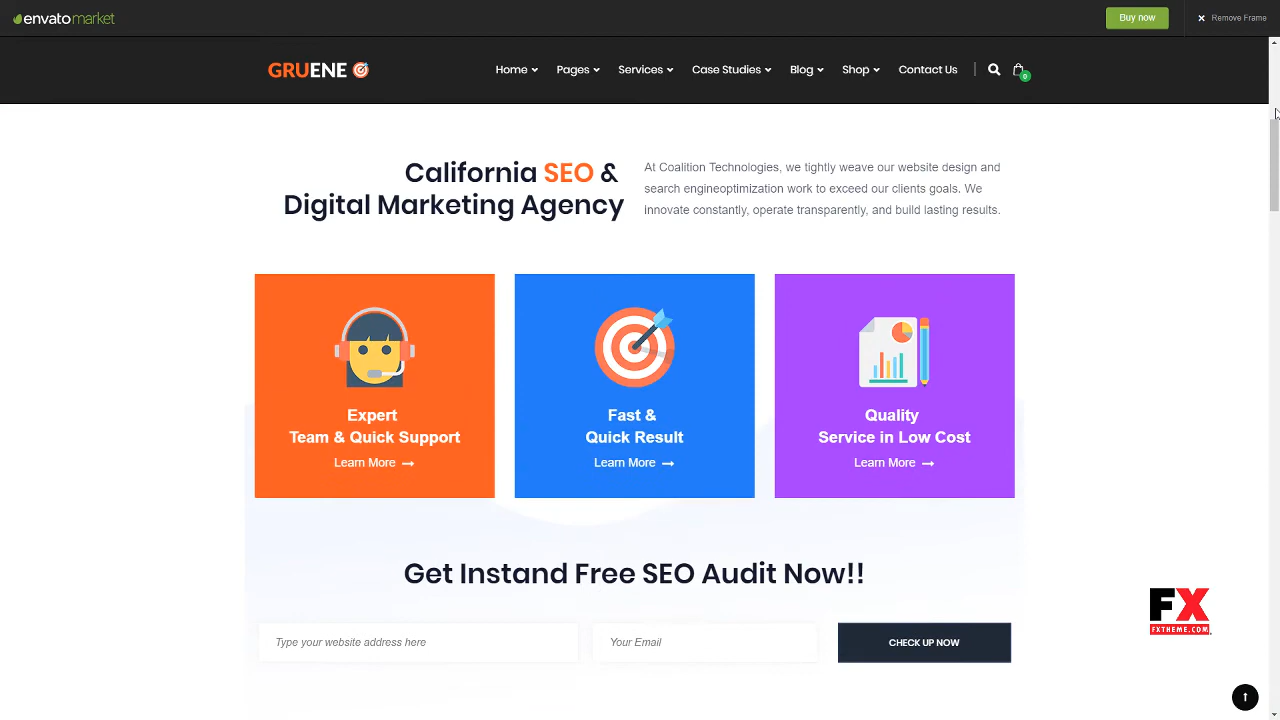 envato market
Buy now
Remove Frame
GRUENE
Home
Pages
Services
Case Studies
Blog
Shop
Contact Us
0
California SEO &
Digital Marketing Agency
At Coalition Technologies, we tightly weave our website design and
search engineoptimization work to exceed our clients goals. We
innovate constantly, operate transparently, and build lasting results.
Expert
Team & Quick Support
Learn More
Fast &
Quick Result
Learn More
Quality
Service in Low Cost
Learn More
Get Instand Free SEO Audit Now!!
Type your website address here
Your Email
CHECK UP NOW
FX
FXTHEME.COM